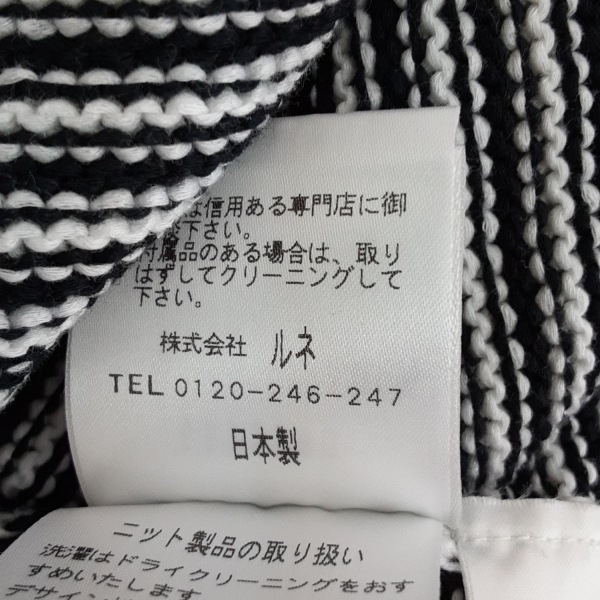 は信用ある専門店に御
下さい。
付属品のある場合は、取り
はずしてクリーニングして
下さい。
株式会社 ルネ
TEL 0120-246-247
日本製
ニット製品の取り扱い
洗濯はドライクリーニングをおす
すめいたします
デザイン